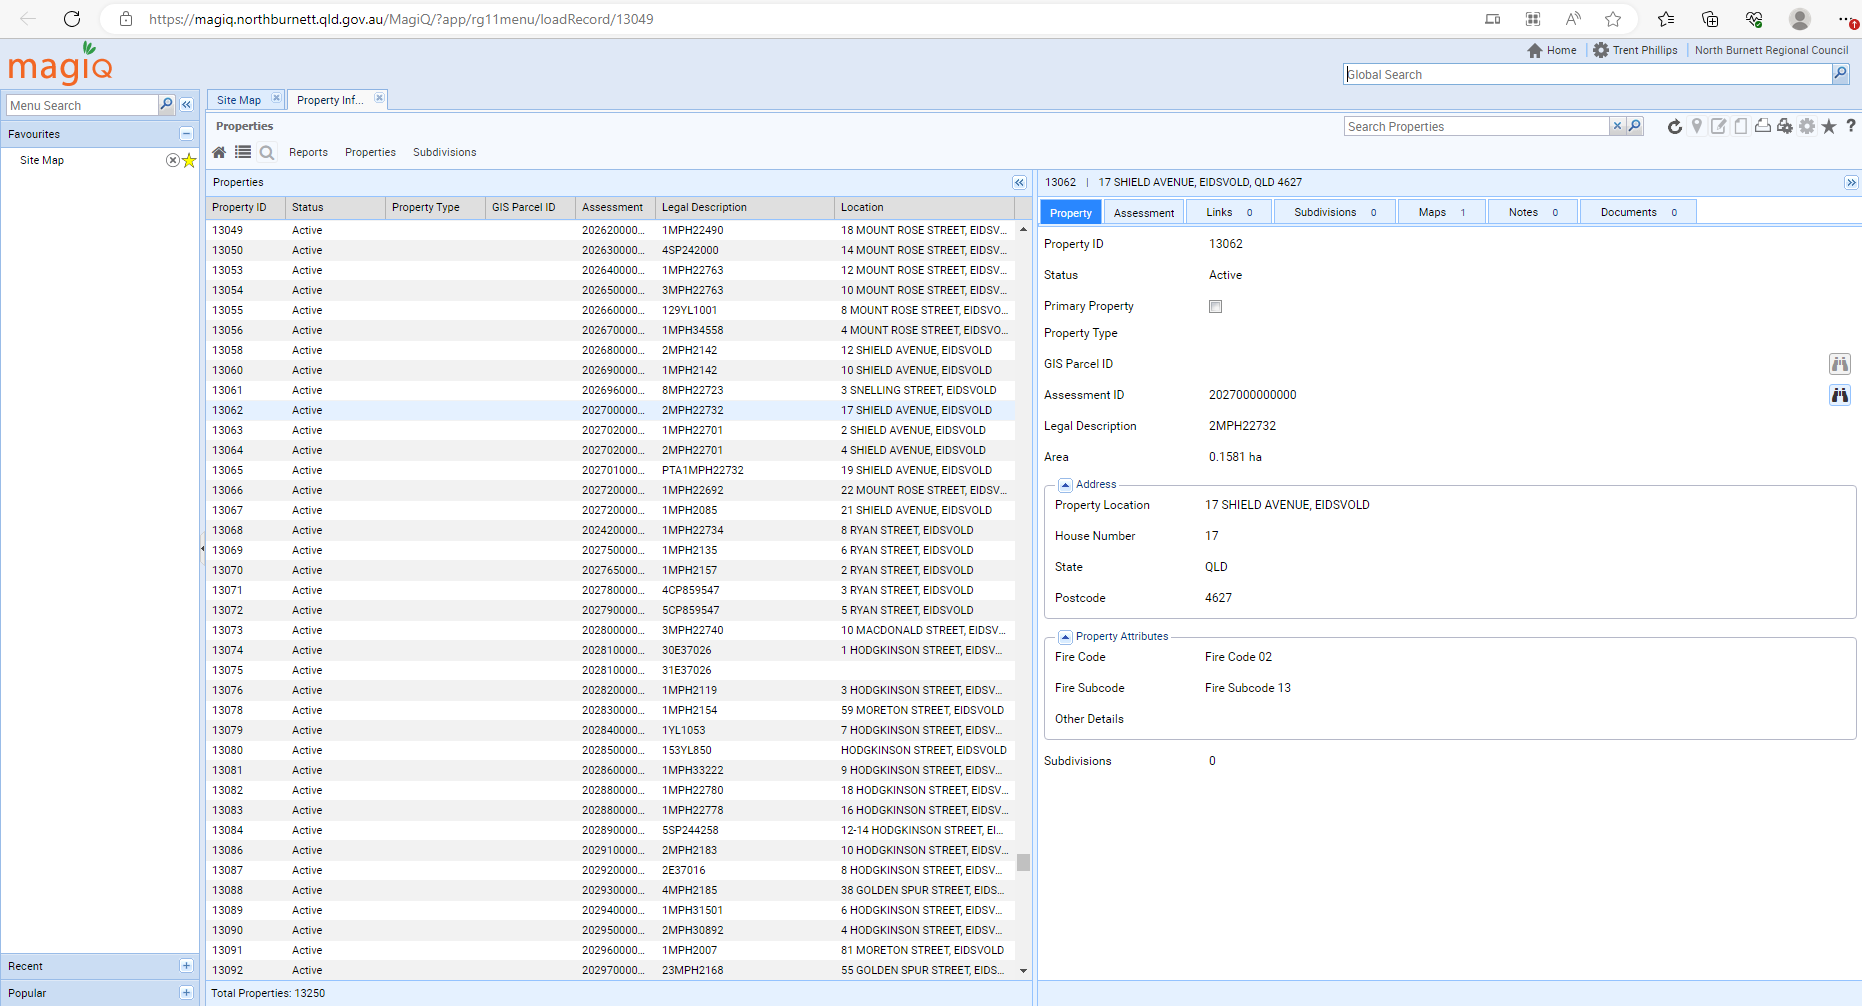 https://magiq.northburnett.qld.gov.au/MagiQ/?app/rg11menu/loadRecord/13049
magiQ
Home Trent Phillips North Burnett Regional Council
Global Search
Menu Search
Site Map Property Inf...
Favourites
Site Map
Properties
Search Properties
Reports Properties Subdivisions
Properties
13062 | 17 SHIELD AVENUE, EIDSVOLD, QLD 4627
Property ID Status Property Type GIS Parcel ID Assessment Legal Description Location
13049 Active 202620000... 1MPH22490 18 MOUNT ROSE STREET, EIDSV...
13050 Active 202630000... 4SP242000 14 MOUNT ROSE STREET, EIDSV...
13053 Active 202640000... 1MPH22763 12 MOUNT ROSE STREET, EIDSV...
13054 Active 202650000... 3MPH22763 10 MOUNT ROSE STREET, EIDSV...
13055 Active 202660000... 129YL1001 8 MOUNT ROSE STREET, EIDSVO...
13056 Active 202670000... 1MPH34558 4 MOUNT ROSE STREET, EIDSVO...
13058 Active 202680000... 2MPH2142 12 SHIELD AVENUE, EIDSVOLD
13060 Active 202690000... 1MPH2142 10 SHIELD AVENUE, EIDSVOLD
13061 Active 202696000... 8MPH22723 3 SNELLING STREET, EIDSVOLD
13062 Active 202700000... 2MPH22732 17 SHIELD AVENUE, EIDSVOLD
13063 Active 202702000... 1MPH22701 2 SHIELD AVENUE, EIDSVOLD
13064 Active 202702000... 2MPH22701 4 SHIELD AVENUE, EIDSVOLD
13065 Active 202701000... PTA1MPH22732 19 SHIELD AVENUE, EIDSVOLD
13066 Active 202720000... 1MPH22692 22 MOUNT ROSE STREET, EIDSV...
13067 Active 202720000... 1MPH2085 21 SHIELD AVENUE, EIDSVOLD
13068 Active 202420000... 1MPH22734 8 RYAN STREET, EIDSVOLD
13069 Active 202750000... 1MPH2135 6 RYAN STREET, EIDSVOLD
13070 Active 202765000... 1MPH2157 2 RYAN STREET, EIDSVOLD
13071 Active 202780000... 4CP859547 3 RYAN STREET, EIDSVOLD
13072 Active 202790000... 5CP859547 5 RYAN STREET, EIDSVOLD
13073 Active 202800000... 3MPH22740 10 MACDONALD STREET, EIDSV...
13074 Active 202810000... 30E37026 1 HODGKINSON STREET, EIDSV...
13075 Active 202810000... 31E37026
13076 Active 202820000... 1MPH2119 3 HODGKINSON STREET, EIDSV...
13078 Active 202830000... 1MPH2154 59 MORETON STREET, EIDSVOLD
13079 Active 202840000... 1YL1053 7 HODGKINSON STREET, EIDSV...
13080 Active 202850000... 153YL850 HODGKINSON STREET, EIDSVOLD
13081 Active 202860000... 1MPH33222 9 HODGKINSON STREET, EIDSV...
13082 Active 202880000... 1MPH22780 18 HODGKINSON STREET, EIDS...
13083 Active 202880000... 1MPH22778 16 HODGKINSON STREET, EIDS...
13084 Active 202890000... 5SP244258 12-14 HODGKINSON STREET, EI...
13086 Active 202910000... 2MPH2183 10 HODGKINSON STREET, EIDS...
13087 Active 202920000... 2E37016 8 HODGKINSON STREET, EIDSV...
13088 Active 202930000... 4MPH2185 38 GOLDEN SPUR STREET, EIDS...
13089 Active 202940000... 1MPH31501 6 HODGKINSON STREET, EIDSV...
13090 Active 202950000... 2MPH30892 4 HODGKINSON STREET, EIDSV...
13091 Active 202960000... 1MPH2007 81 MORETON STREET, EIDSVOLD
13092 Active 202970000... 23MPH2168 55 GOLDEN SPUR STREET, EIDS...
Total Properties: 13250
Property Assessment Links 0 Subdivisions 0 Maps 1 Notes 0 Documents 0
Property ID 13062
Status Active
Primary Property
Property Type
GIS Parcel ID
Assessment ID 2027000000000
Legal Description 2MPH22732
Area 0.1581 ha
Address
Property Location 17 SHIELD AVENUE, EIDSVOLD
House Number 17
State QLD
Postcode 4627
Property Attributes
Fire Code Fire Code 02
Fire Subcode Fire Subcode 13
Other Details
Subdivisions 0
Recent
Popular